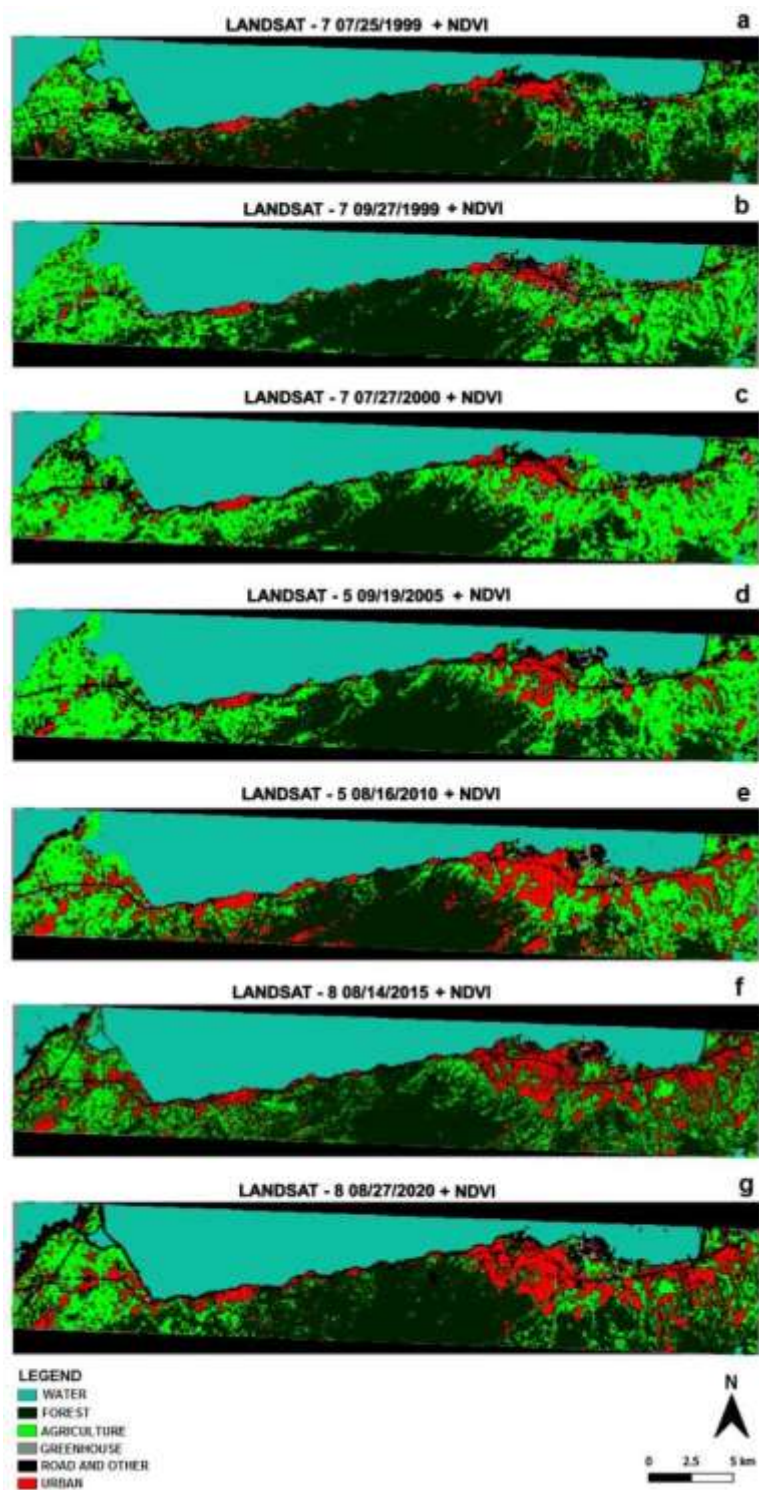 LANDSAT - 7 07/25/1999 + NDVI
a
LANDSAT - 7 09/27/1999 + NDVI
b
LANDSAT - 7 07/27/2000 + NDVI
c
LANDSAT - 5 09/19/2005 + NDVI
d
LANDSAT - 5 08/16/2010 + NDVI
e
LANDSAT - 8 08/14/2015 + NDVI
f
LANDSAT - 8 08/27/2020 + NDVI
g
LEGEND
WATER
FOREST
AGRICULTURE
GREENHOUSE
ROAD AND OTHER
URBAN
N
0 2.5 5 km